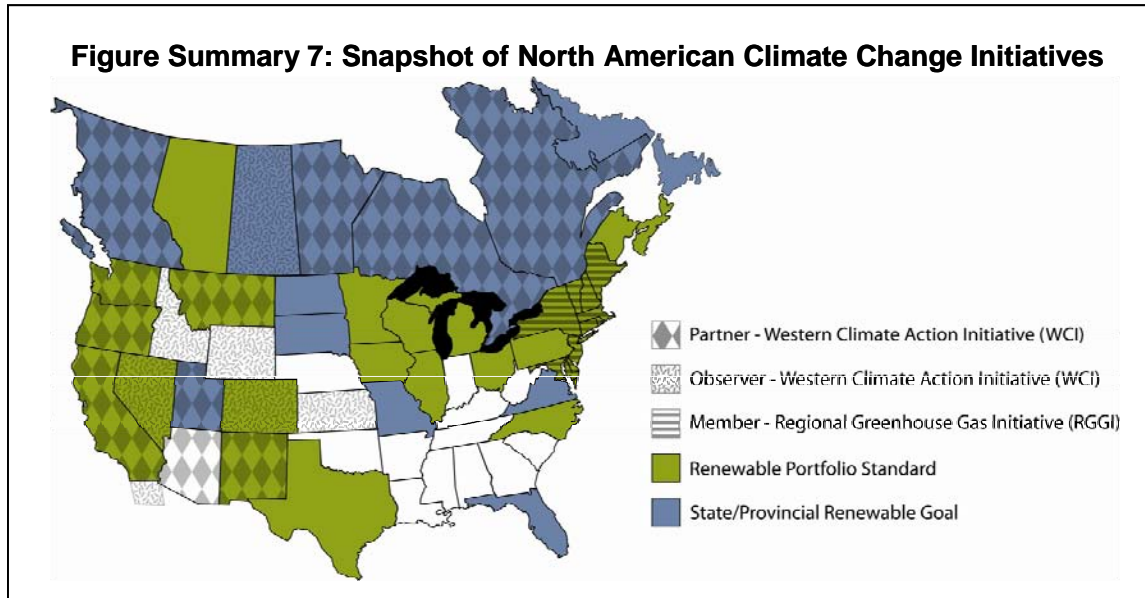 Figure Summary 7: Snapshot of North American Climate Change Initiatives
Partner - Western Climate Action Initiative (WCI)
Observer - Western Climate Action Initiative (WCI)
Member - Regional Greenhouse Gas Initiative (RGGI)
Renewable Portfolio Standard
State/Provincial Renewable Goal